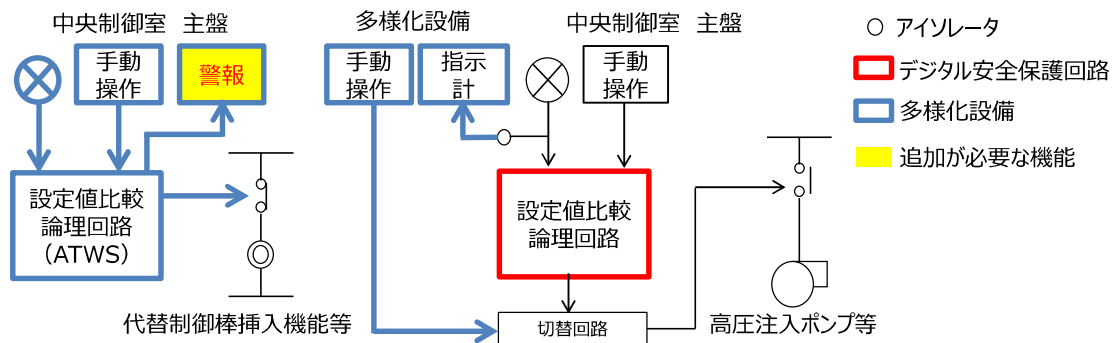 中央制御室 主盤
手動
操作
警報
設定値比較
論理回路
（ATWS）
代替制御棒挿入機能等
多様化設備
手動
操作
指示
計
中央制御室 主盤
手動
操作
設定値比較
論理回路
切替回路
高圧注入ポンプ等
アイソレータ
デジタル安全保護回路
多様化設備
追加が必要な機能